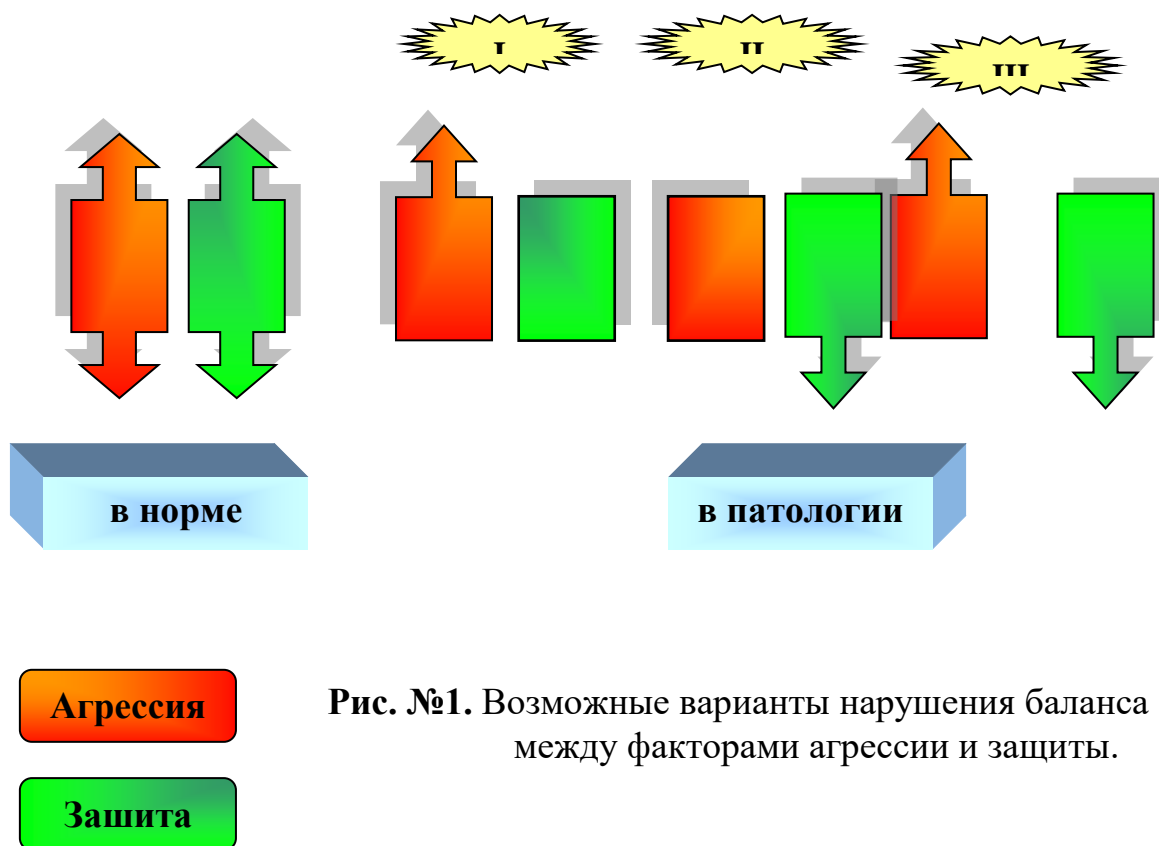 I
II
III
в норме
в патологии
Агрессия
Рис. №1. Возможные варианты нарушения баланса
между факторами агрессии и защиты.
Зашита